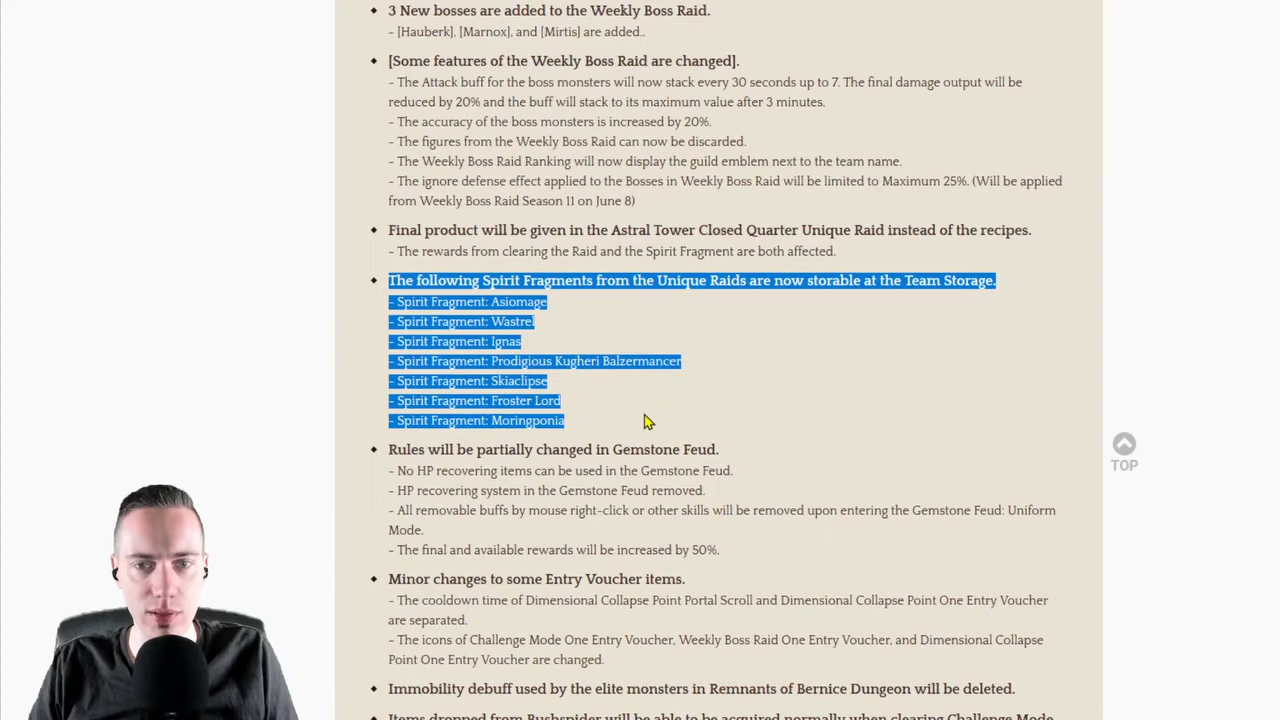 3 New bosses are added to the Weekly Boss Raid.
- [Hauberk], [Marnox], and [Mirtis] are added..
[Some features of the Weekly Boss Raid are changed].
- The Attack buff for the boss monsters will now stack every 30 seconds up to 7. The final damage output will be
reduced by 20% and the buff will stack to its maximum value after 3 minutes.
- The accuracy of the boss monsters is increased by 20%.
- The figures from the Weekly Boss Raid can now be discarded.
- The Weekly Boss Raid Ranking will now display the guild emblem next to the team name.
- The ignore defense effect applied to the Bosses in Weekly Boss Raid will be limited to Maximum 25%. (Will be applied
from Weekly Boss Raid Season 11 on June 8)
Final product will be given in the Astral Tower Closed Quarter Unique Raid instead of the recipes.
- The rewards from clearing the Raid and the Spirit Fragment are both affected.
The following Spirit Fragments from the Unique Raids are now storable at the Team Storage.
- Spirit Fragment: Asiomage
- Spirit Fragment: Wastrel
- Spirit Fragment: Ignas
- Spirit Fragment: Prodigious Kugheri Balzermancer
- Spirit Fragment: Skiaclipse
- Spirit Fragment: Froster Lord
- Spirit Fragment: Moringponia
Rules will be partially changed in Gemstone Feud.
- No HP recovering items can be used in the Gemstone Feud.
- HP recovering system in the Gemstone Feud removed.
- All removable buffs by mouse right-click or other skills will be removed upon entering the Gemstone Feud: Uniform
Mode.
- The final and available rewards will be increased by 50%.
Minor changes to some Entry Voucher items.
- The cooldown time of Dimensional Collapse Point Portal Scroll and Dimensional Collapse Point One Entry Voucher
are separated.
- The icons of Challenge Mode One Entry Voucher, Weekly Boss Raid One Entry Voucher, and Dimensional Collapse
Point One Entry Voucher are changed.
Immobility debuff used by the elite monsters in Remnants of Bernice Dungeon will be deleted.
Items dropped from Bushspider will be able to be acquired normally when clearing Challenge Mode
TOP